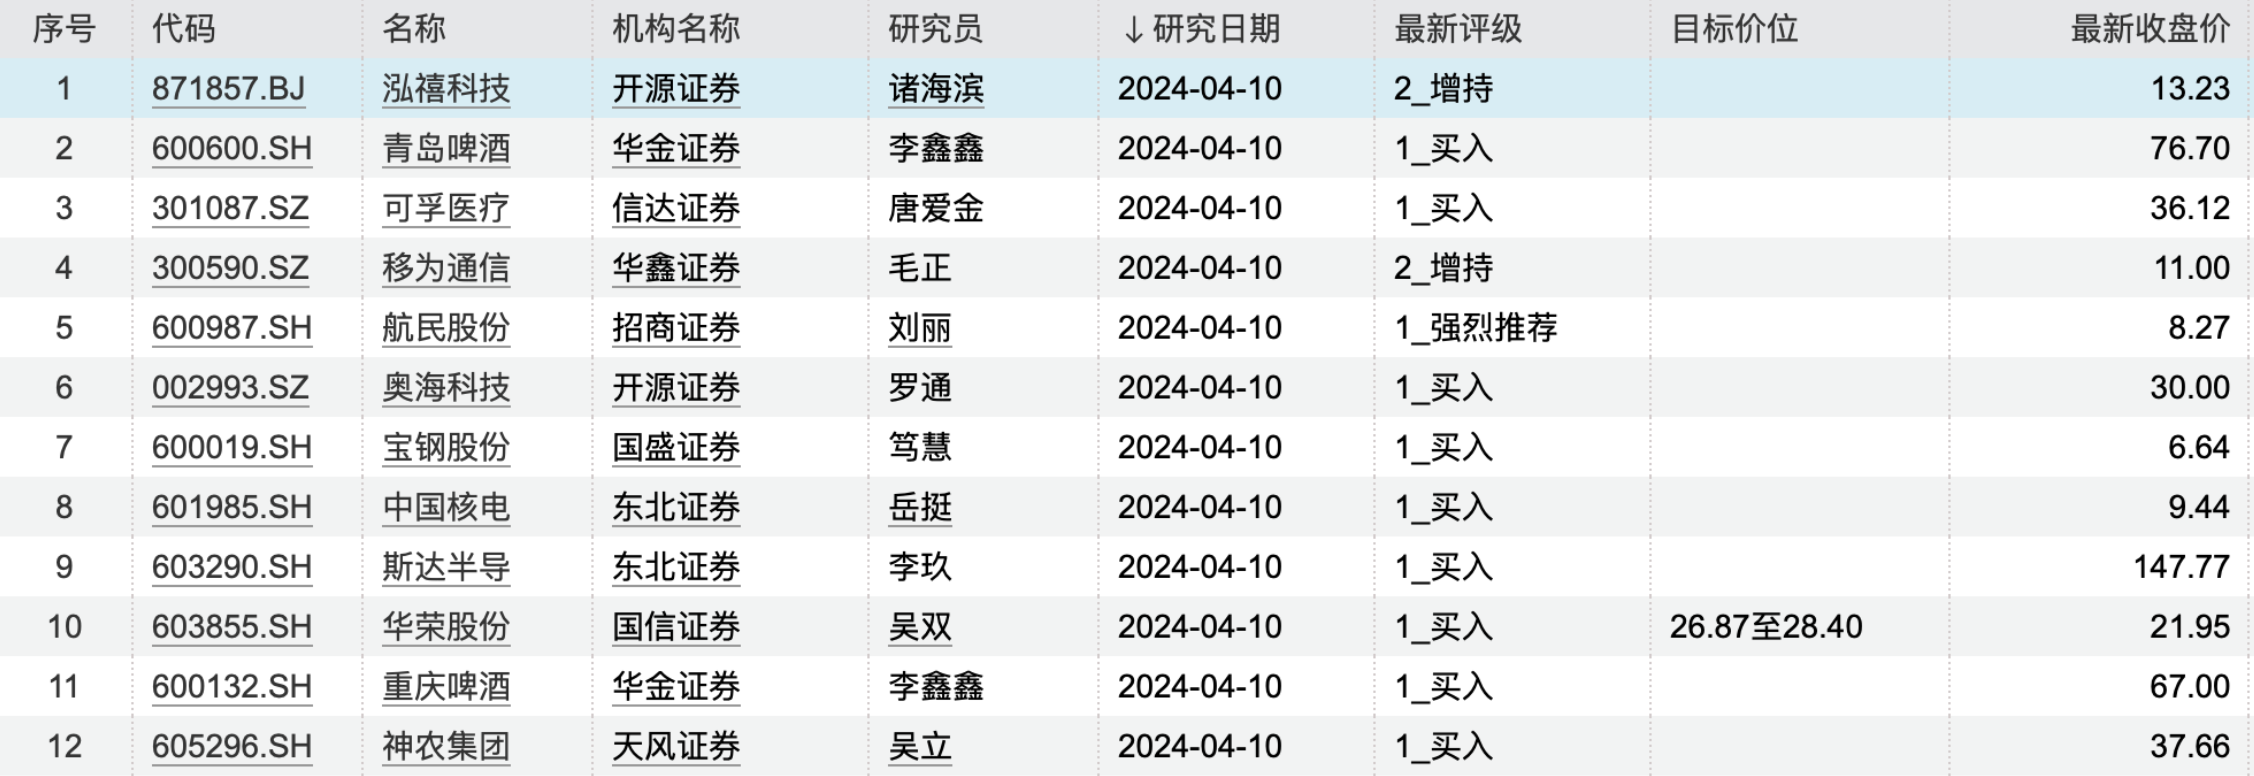 序号 代码 名称 机构名称 研究员 ↓研究日期 最新评级 目标价位 最新收盘价
1 871857.BJ 泓禧科技 开源证券 诸海滨 2024-04-10 2_增持 13.23
2 600600.SH 青岛啤酒 华金证券 李鑫鑫 2024-04-10 1_买入 76.70
3 301087.SZ 可孚医疗 信达证券 唐爱金 2024-04-10 1_买入 36.12
4 300590.SZ 移为通信 华鑫证券 毛正 2024-04-10 2_增持 11.00
5 600987.SH 航民股份 招商证券 刘丽 2024-04-10 1_强烈推荐 8.27
6 002993.SZ 奥海科技 开源证券 罗通 2024-04-10 1_买入 30.00
7 600019.SH 宝钢股份 国盛证券 笃慧 2024-04-10 1_买入 6.64
8 601985.SH 中国核电 东北证券 岳挺 2024-04-10 1_买入 9.44
9 603290.SH 斯达半导 东北证券 李玖 2024-04-10 1_买入 147.77
10 603855.SH 华荣股份 国信证券 吴双 2024-04-10 1_买入 26.87至28.40 21.95
11 600132.SH 重庆啤酒 华金证券 李鑫鑫 2024-04-10 1_买入 67.00
12 605296.SH 神农集团 天风证券 吴立 2024-04-10 1_买入 37.66